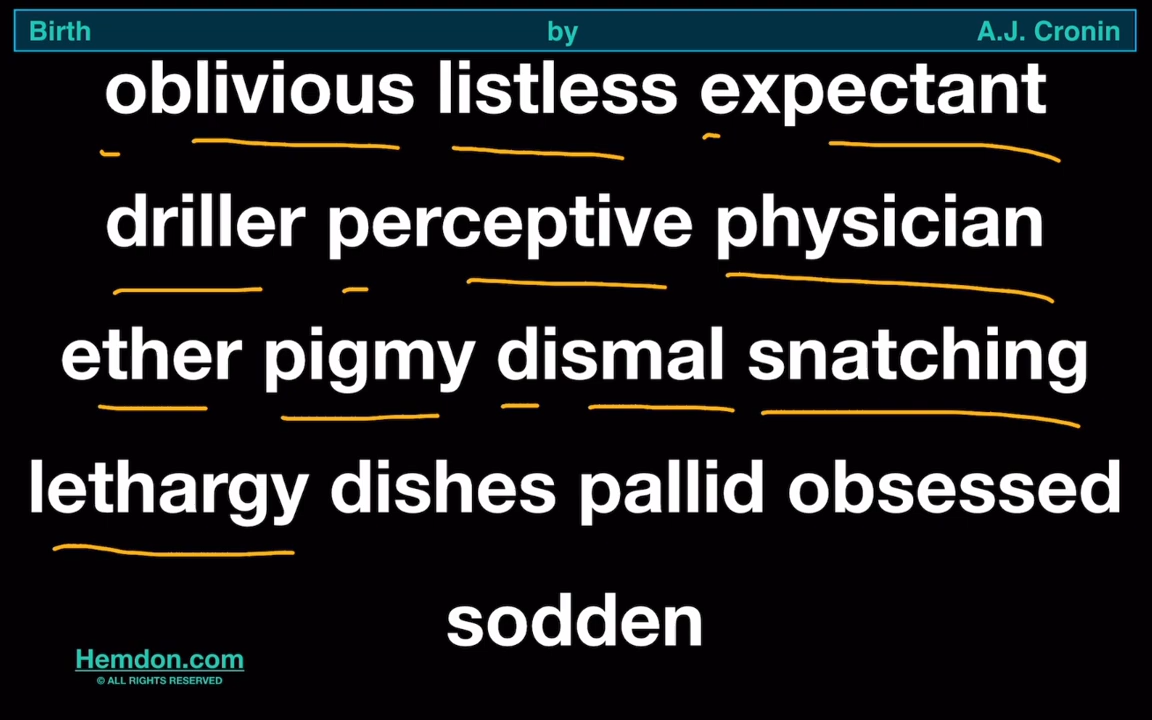 Birth by A.J. Cronin
oblivious listless expectant
driller perceptive physician
ether pigmy dismal snatching
lethargy dishes pallid obsessed
sodden
Hemdon.com
© ALL RIGHTS RESERVED